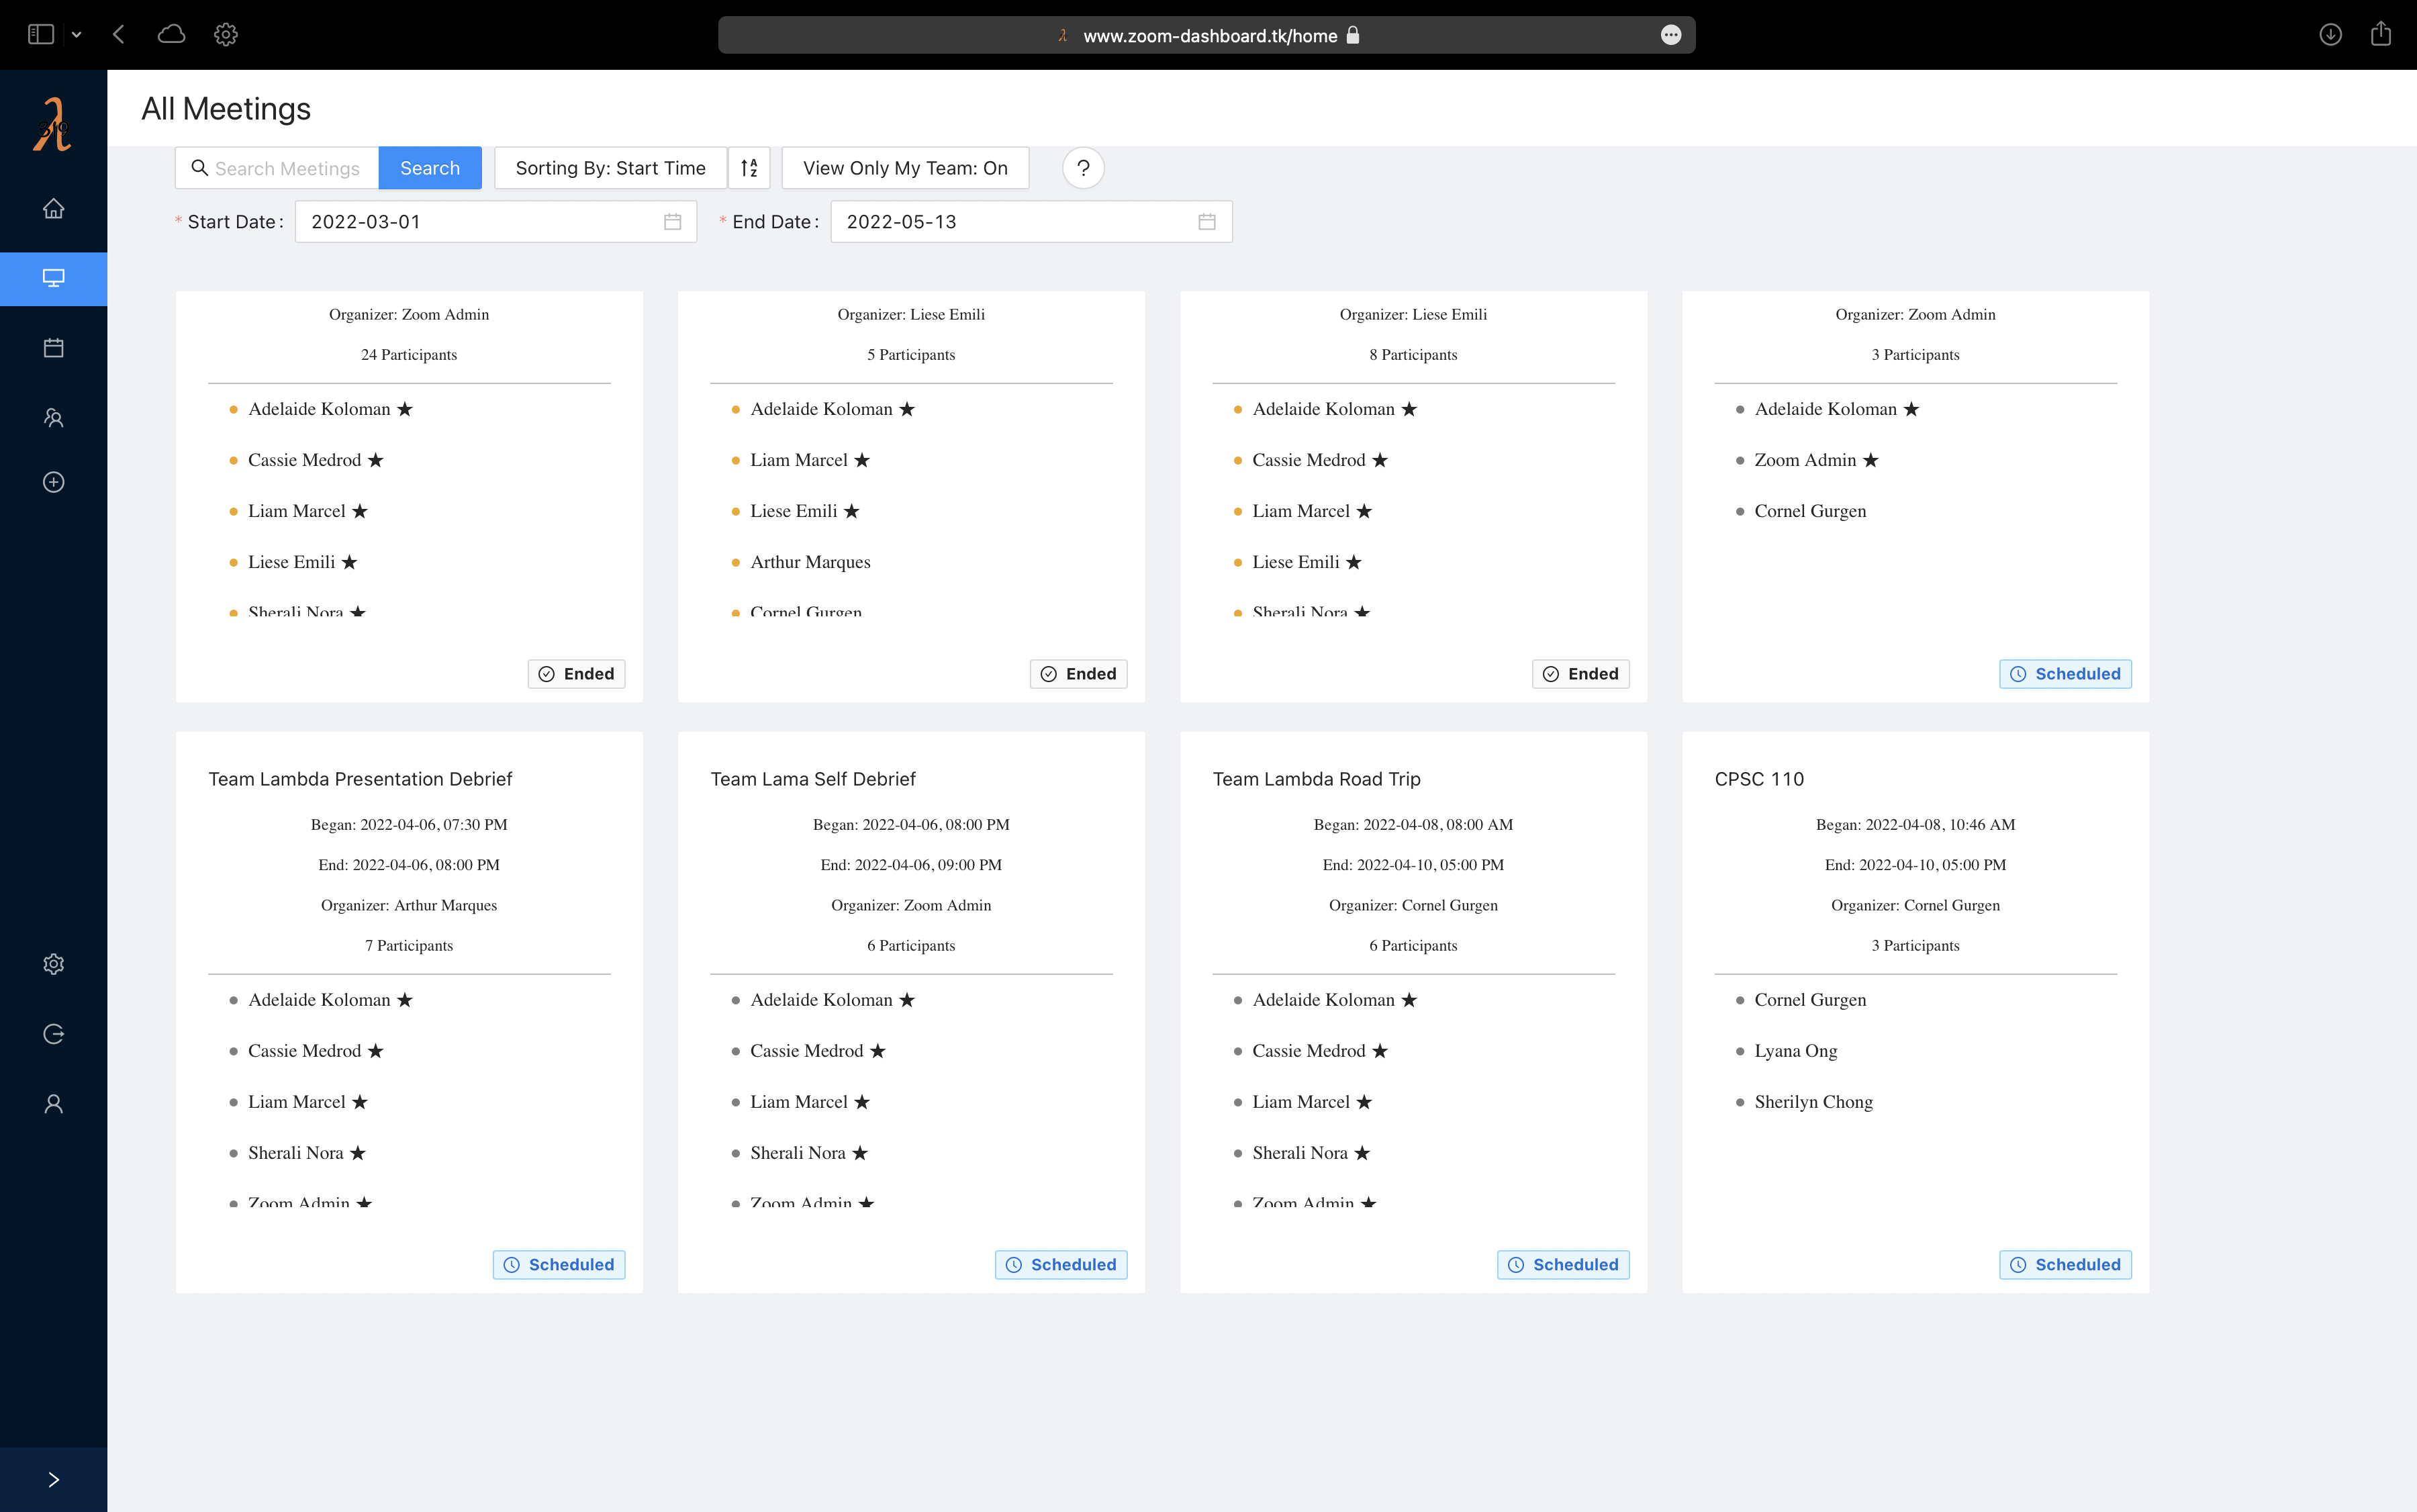 www.zoom-dashboard.tk/home
λ
319
All Meetings
Search Meetings Search Sorting By: Start Time View Only My Team: On ?
* Start Date: 2022-03-01 * End Date: 2022-05-13
Organizer: Zoom Admin
24 Participants
Adelaide Koloman ★
Cassie Medrod ★
Liam Marcel ★
Liese Emili ★
Sherali Nora ★
Ended
Organizer: Liese Emili
5 Participants
Adelaide Koloman ★
Liam Marcel ★
Liese Emili ★
Arthur Marques
Cornel Gurgen
Ended
Organizer: Liese Emili
8 Participants
Adelaide Koloman ★
Cassie Medrod ★
Liam Marcel ★
Liese Emili ★
Sherali Nora ★
Ended
Organizer: Zoom Admin
3 Participants
Adelaide Koloman ★
Zoom Admin ★
Cornel Gurgen
Scheduled
Team Lambda Presentation Debrief
Began: 2022-04-06, 07:30 PM
End: 2022-04-06, 08:00 PM
Organizer: Arthur Marques
7 Participants
Adelaide Koloman ★
Cassie Medrod ★
Liam Marcel ★
Sherali Nora ★
Zoom Admin ★
Scheduled
Team Lama Self Debrief
Began: 2022-04-06, 08:00 PM
End: 2022-04-06, 09:00 PM
Organizer: Zoom Admin
6 Participants
Adelaide Koloman ★
Cassie Medrod ★
Liam Marcel ★
Sherali Nora ★
Zoom Admin ★
Scheduled
Team Lambda Road Trip
Began: 2022-04-08, 08:00 AM
End: 2022-04-10, 05:00 PM
Organizer: Cornel Gurgen
6 Participants
Adelaide Koloman ★
Cassie Medrod ★
Liam Marcel ★
Sherali Nora ★
Zoom Admin ★
Scheduled
CPSC 110
Began: 2022-04-08, 10:46 AM
End: 2022-04-10, 05:00 PM
Organizer: Cornel Gurgen
3 Participants
Cornel Gurgen
Lyana Ong
Sherilyn Chong
Scheduled